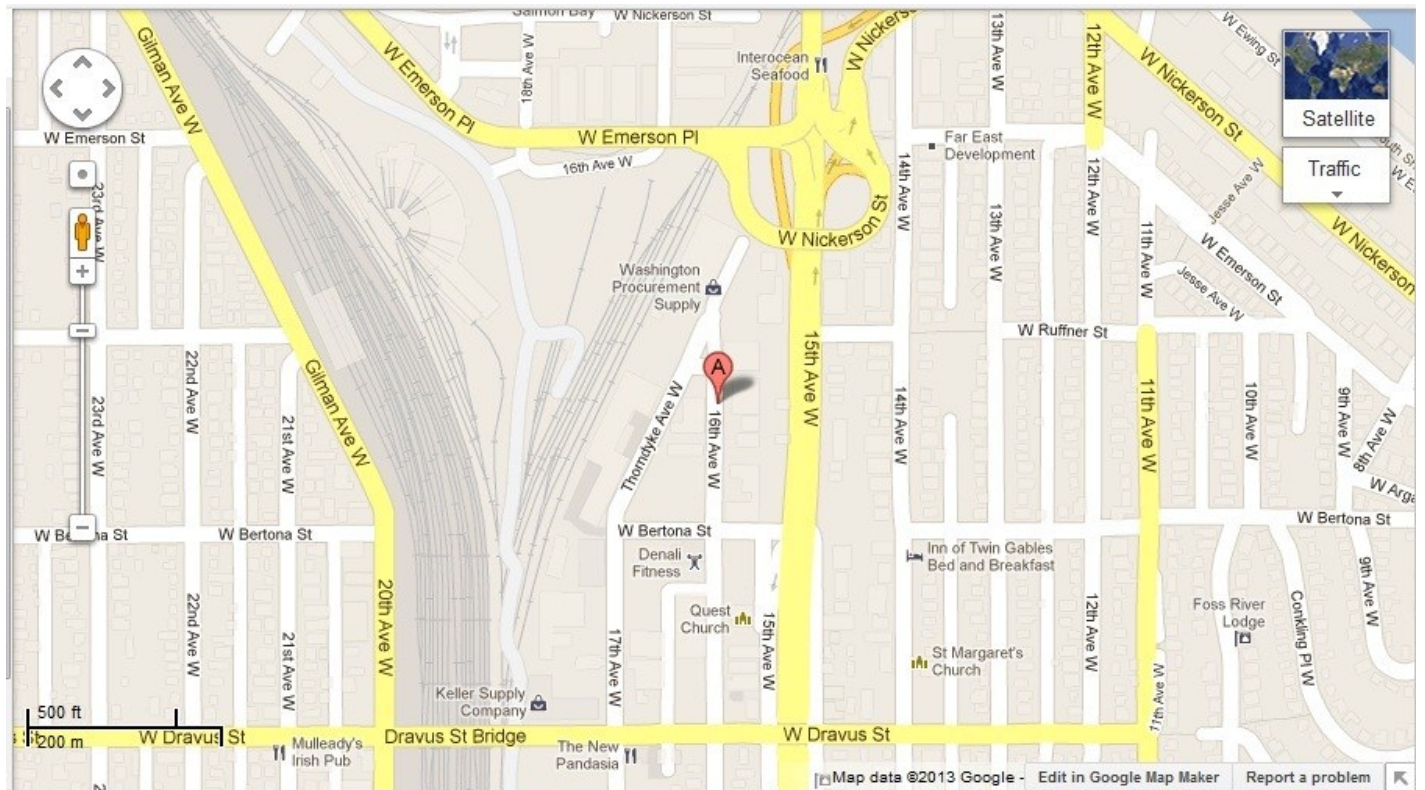 Salmon Bay
W Nickerson St
Gilman Ave W
W Emerson Pl
18th Ave W
Interocean
Seafood
W Nickerson
13th Ave W
12th Ave W
W Nickerson St
W Ewing St
Satellite
W Emerson St
W Emerson Pl
16th Ave W
Far East
Development
Traffic
23rd Ave W
14th Ave W
13th Ave W
12th Ave W
Jesse Ave W
11th Ave W
W Nickerson St
W Nickerson St
W Nickerson
W Emerson St
Jesse Ave W
Washington
Procurement
Supply
W Ruffner St
A
22nd Ave W
Gilman Ave W
23rd Ave W
21st Ave W
Thorndyke Ave W
16th Ave W
15th Ave W
14th Ave W
11th Ave W
10th Ave W
9th Ave W
8th Ave W
W Bertona St
W Bertona St
W Bertona St
W Bertona St
Denali
Fitness
Inn of Twin Gables
Bed and Breakfast
20th Ave W
22nd Ave W
21st Ave W
17th Ave W
Quest
Church
15th Ave W
St Margaret's
Church
12th Ave W
11th Ave W
Foss River
Lodge
Conkling Pl W
9th Ave W
Keller Supply
Company
500 ft
200 m
W Dravus St
Dravus St Bridge
W Dravus St
Mulleady's
Irish Pub
The New
Pandasia
Map data ©2013 Google -
Edit in Google Map Maker
Report a problem